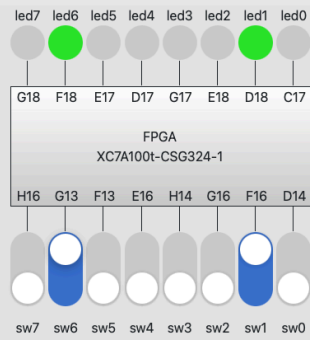 led7 led6 led5 led4 led3 led2 led1 led0
G18 F18 E17 D17 G17 E18 D18 C17
FPGA
XC7A100t-CSG324-1
H16 G13 F13 E16 H14 G16 F16 D14
sw7 sw6 sw5 sw4 sw3 sw2 sw1 sw0